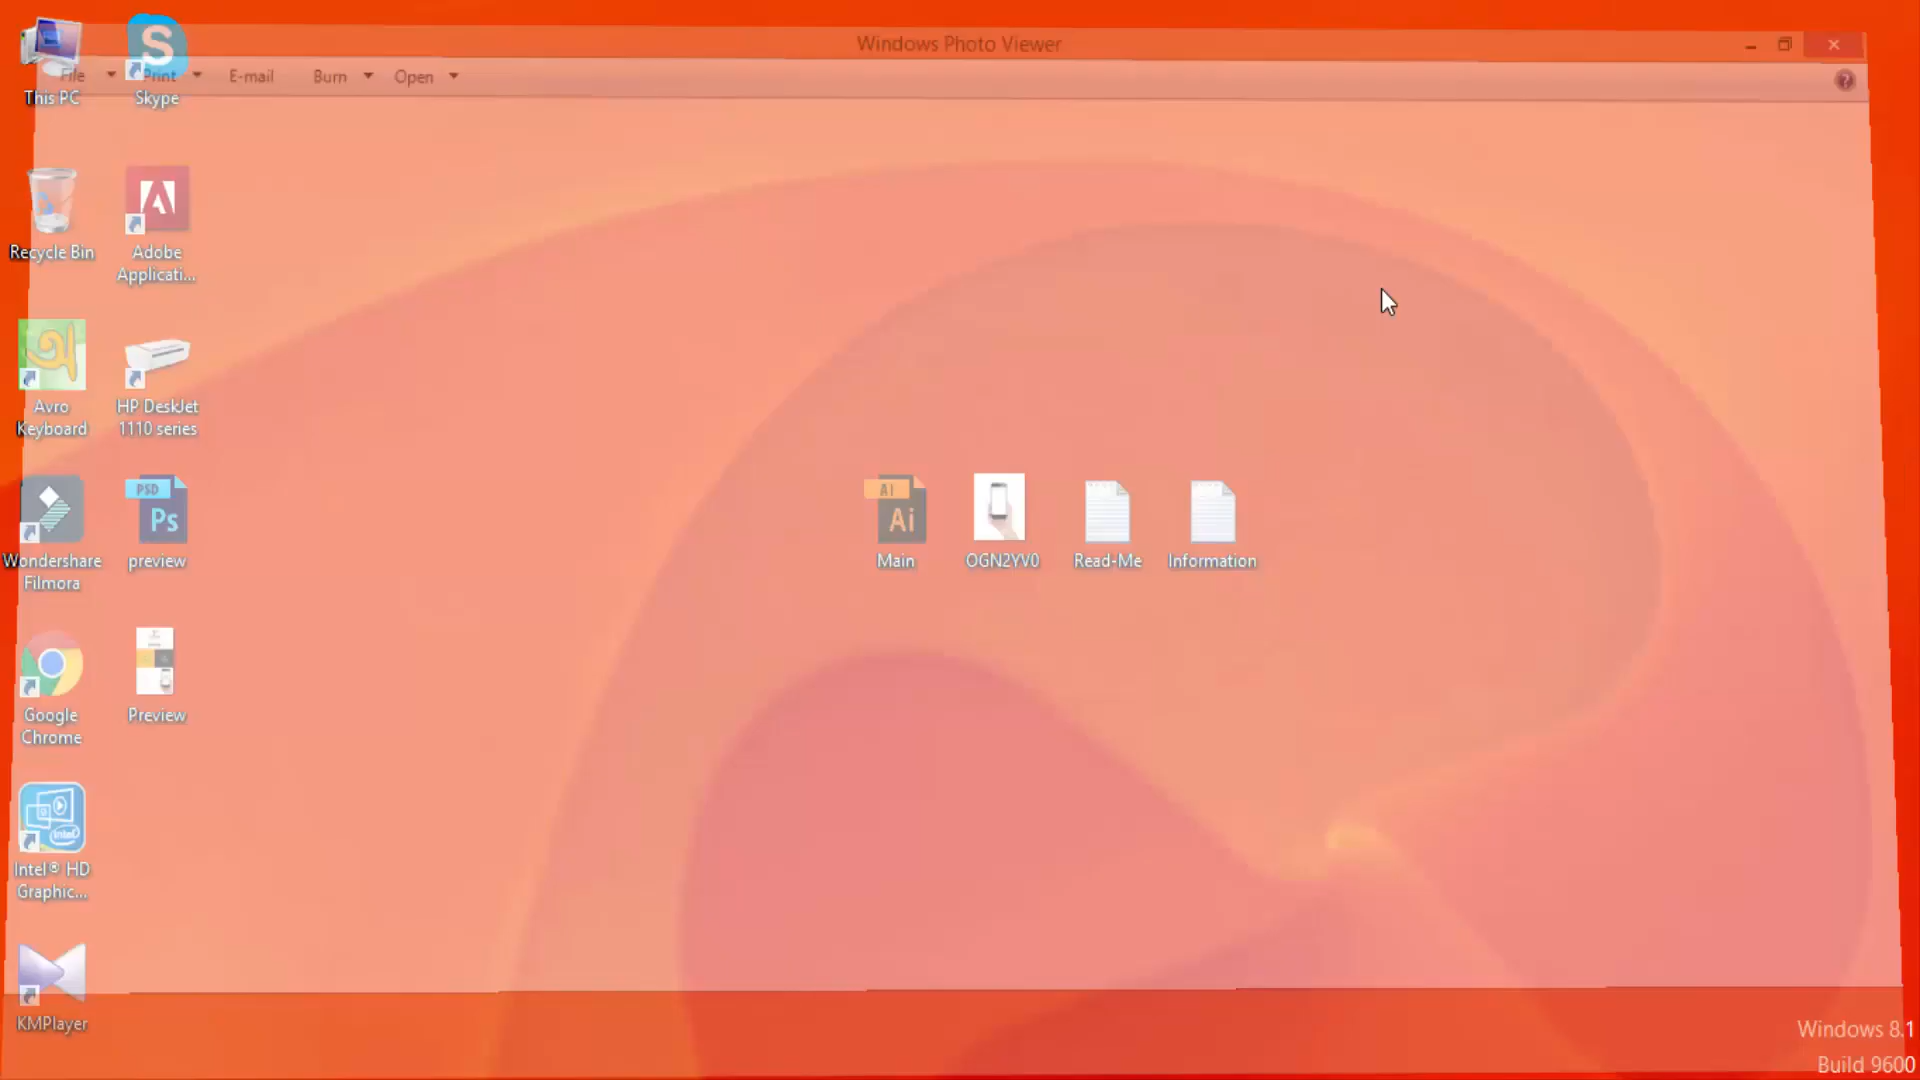 Windows Photo Viewer
File Print E-mail Burn Open
This PC
Skype
Recycle Bin
Adobe
Applicati...
Avro
Keyboard
HP DeskJet
1110 series
Wondershare
Filmora
PSD
Ps
preview
AI
Ai
Main
OGN2YV0
Read-Me
Information
Google
Chrome
Preview
intel
Intel® HD
Graphic...
KMPlayer
Windows 8.1
Build 9600